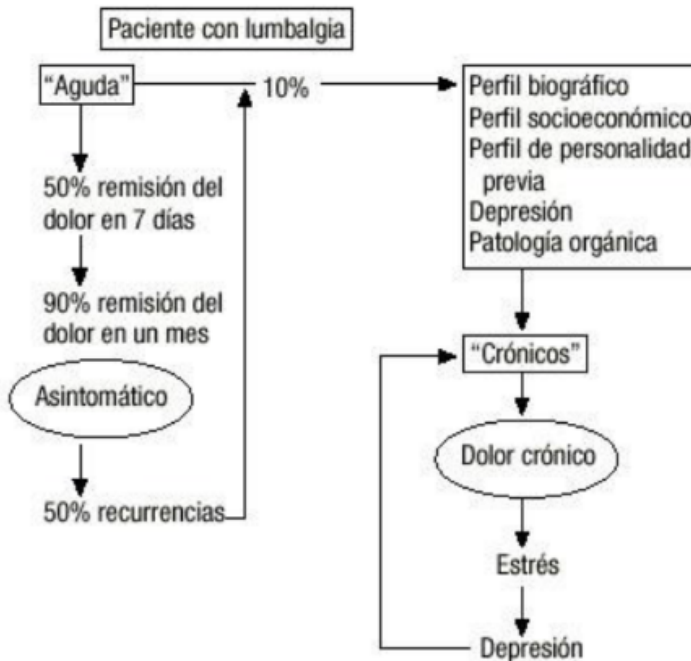 Paciente con lumbalgia
“Aguda”
10%
50% remisión del
dolor en 7 días
90% remisión del
dolor en un mes
Asintomático
50% recurrencias
Perfil biográfico
Perfil socioeconómico
Perfil de personalidad
previa
Depresión
Patología orgánica
“Crónicos”
Dolor crónico
Estrés
Depresión